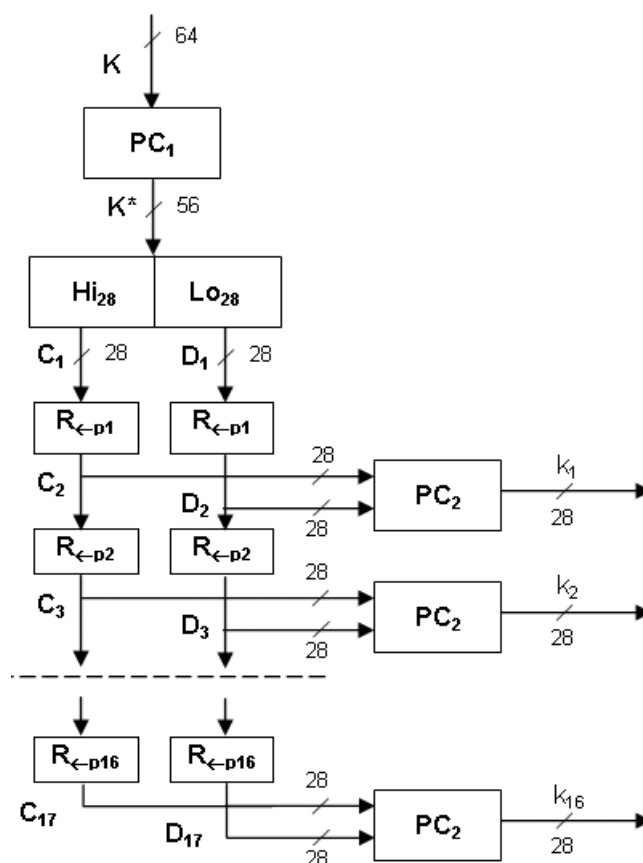 64
K
PC₁
K* 56
Hi₂₈ Lo₂₈
C₁ 28 D₁ 28
R←p1 R←p1
28 k₁
C₂ PC₂
D₂ 28 28
R←p2 R←p2
28 k₂
C₃ PC₂
D₃ 28 28
R←p16 R←p16
28 k₁₆
C₁₇ PC₂
D₁₇ 28 28